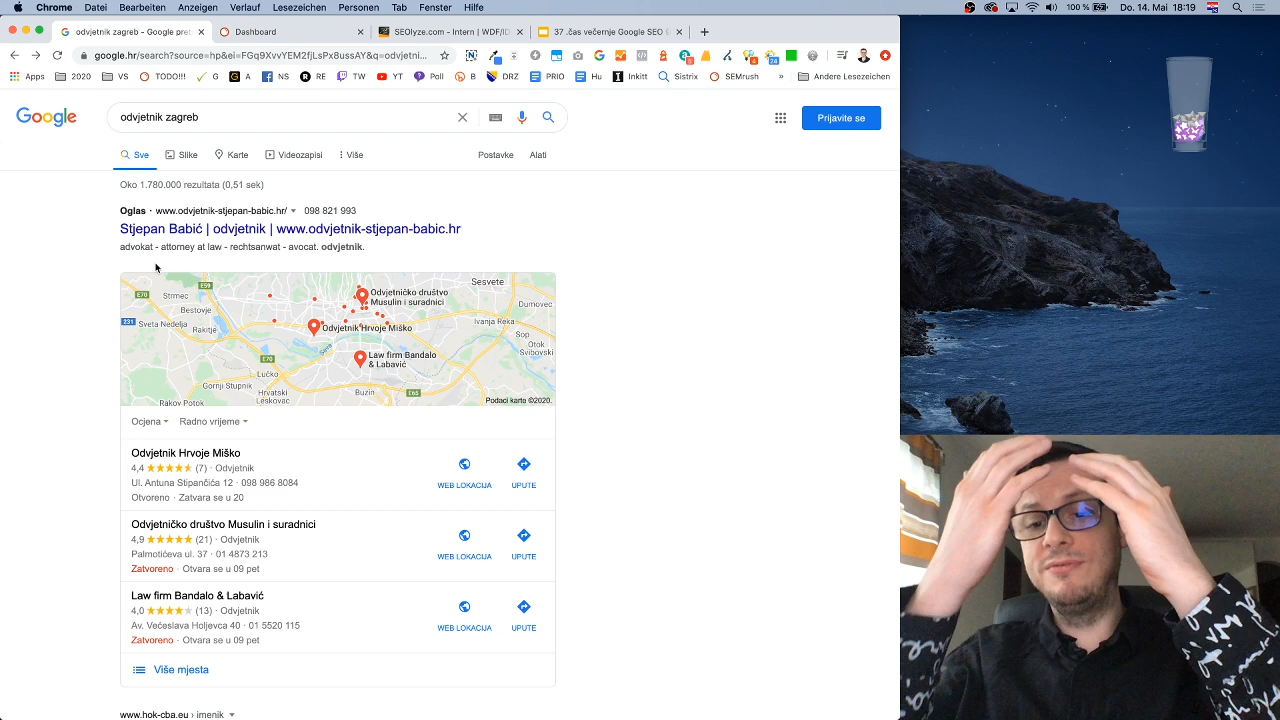 Chrome Datei Bearbeiten Anzeigen Verlauf Lesezeichen Personen Tab Fenster Hilfe 100 % Do. 14. Mai 18:19
odvjetnik zagreb - Google pret × Dashboard × SEOlyze.com - Intern | WDF/ID × 37 .čas večernje Google SEO × +
google.hr/search?source=hp&ei=FGq9XvvYEM2fjLsPx8ussAY&q=odvjetni...
Apps 2020 VS TODO!!! G A NS RE TW YT Poll B DRZ PRIO Hu Inkitt Sistrix SEMrush » Andere Lesezeichen
Google odvjetnik zagreb Prijavite se
Sve Slike Karte Videozapisi Više Postavke Alati
Oko 1.780.000 rezultata (0,51 sek)
Oglas · www.odvjetnik-stjepan-babic.hr/ 098 821 993
Stjepan Babić | odvjetnik | www.odvjetnik-stjepan-babic.hr
advokat - attorney at law - rechtsanwat - avocat. odvjetnik.
E59
Sesvete
E70 Strmec
Odvjetničko društvo
Musulin i suradnici
Dumovec
Bestovje
231 Sveta Nedelja Rakitje
Odvjetnik Hrvoje Miško
Ivanja Reka
Sop
Otok
Svibovski
E70
Law firm Bandalo
& Labavić
Lučko
Gornji Stupnik
Hrvatski
Leskovac
Buzin
E65
Rakov Potok
Podaci karto ©2020.
Ocjena Radno vrijeme
Odvjetnik Hrvoje Miško
4,4 (7) · Odvjetnik
Ul. Antuna Stipančića 12 · 098 986 8084
WEB LOKACIJA UPUTE
Otvoreno · Zatvara se u 20
Odvjetničko društvo Musulin i suradnici
4,9 (21) · Odvjetnik
Palmotićeva ul. 37 · 01 4873 213
WEB LOKACIJA UPUTE
Zatvoreno · Otvara se u 09 pet
Law firm Bandalo & Labavić
4,0 (13) · Odvjetnik
Av. Većeslava Holjevca 40 · 01 5520 115
WEB LOKACIJA UPUTE
Zatvoreno · Otvara se u 09 pet
Više mjesta
www.hok-cba.eu › imenik